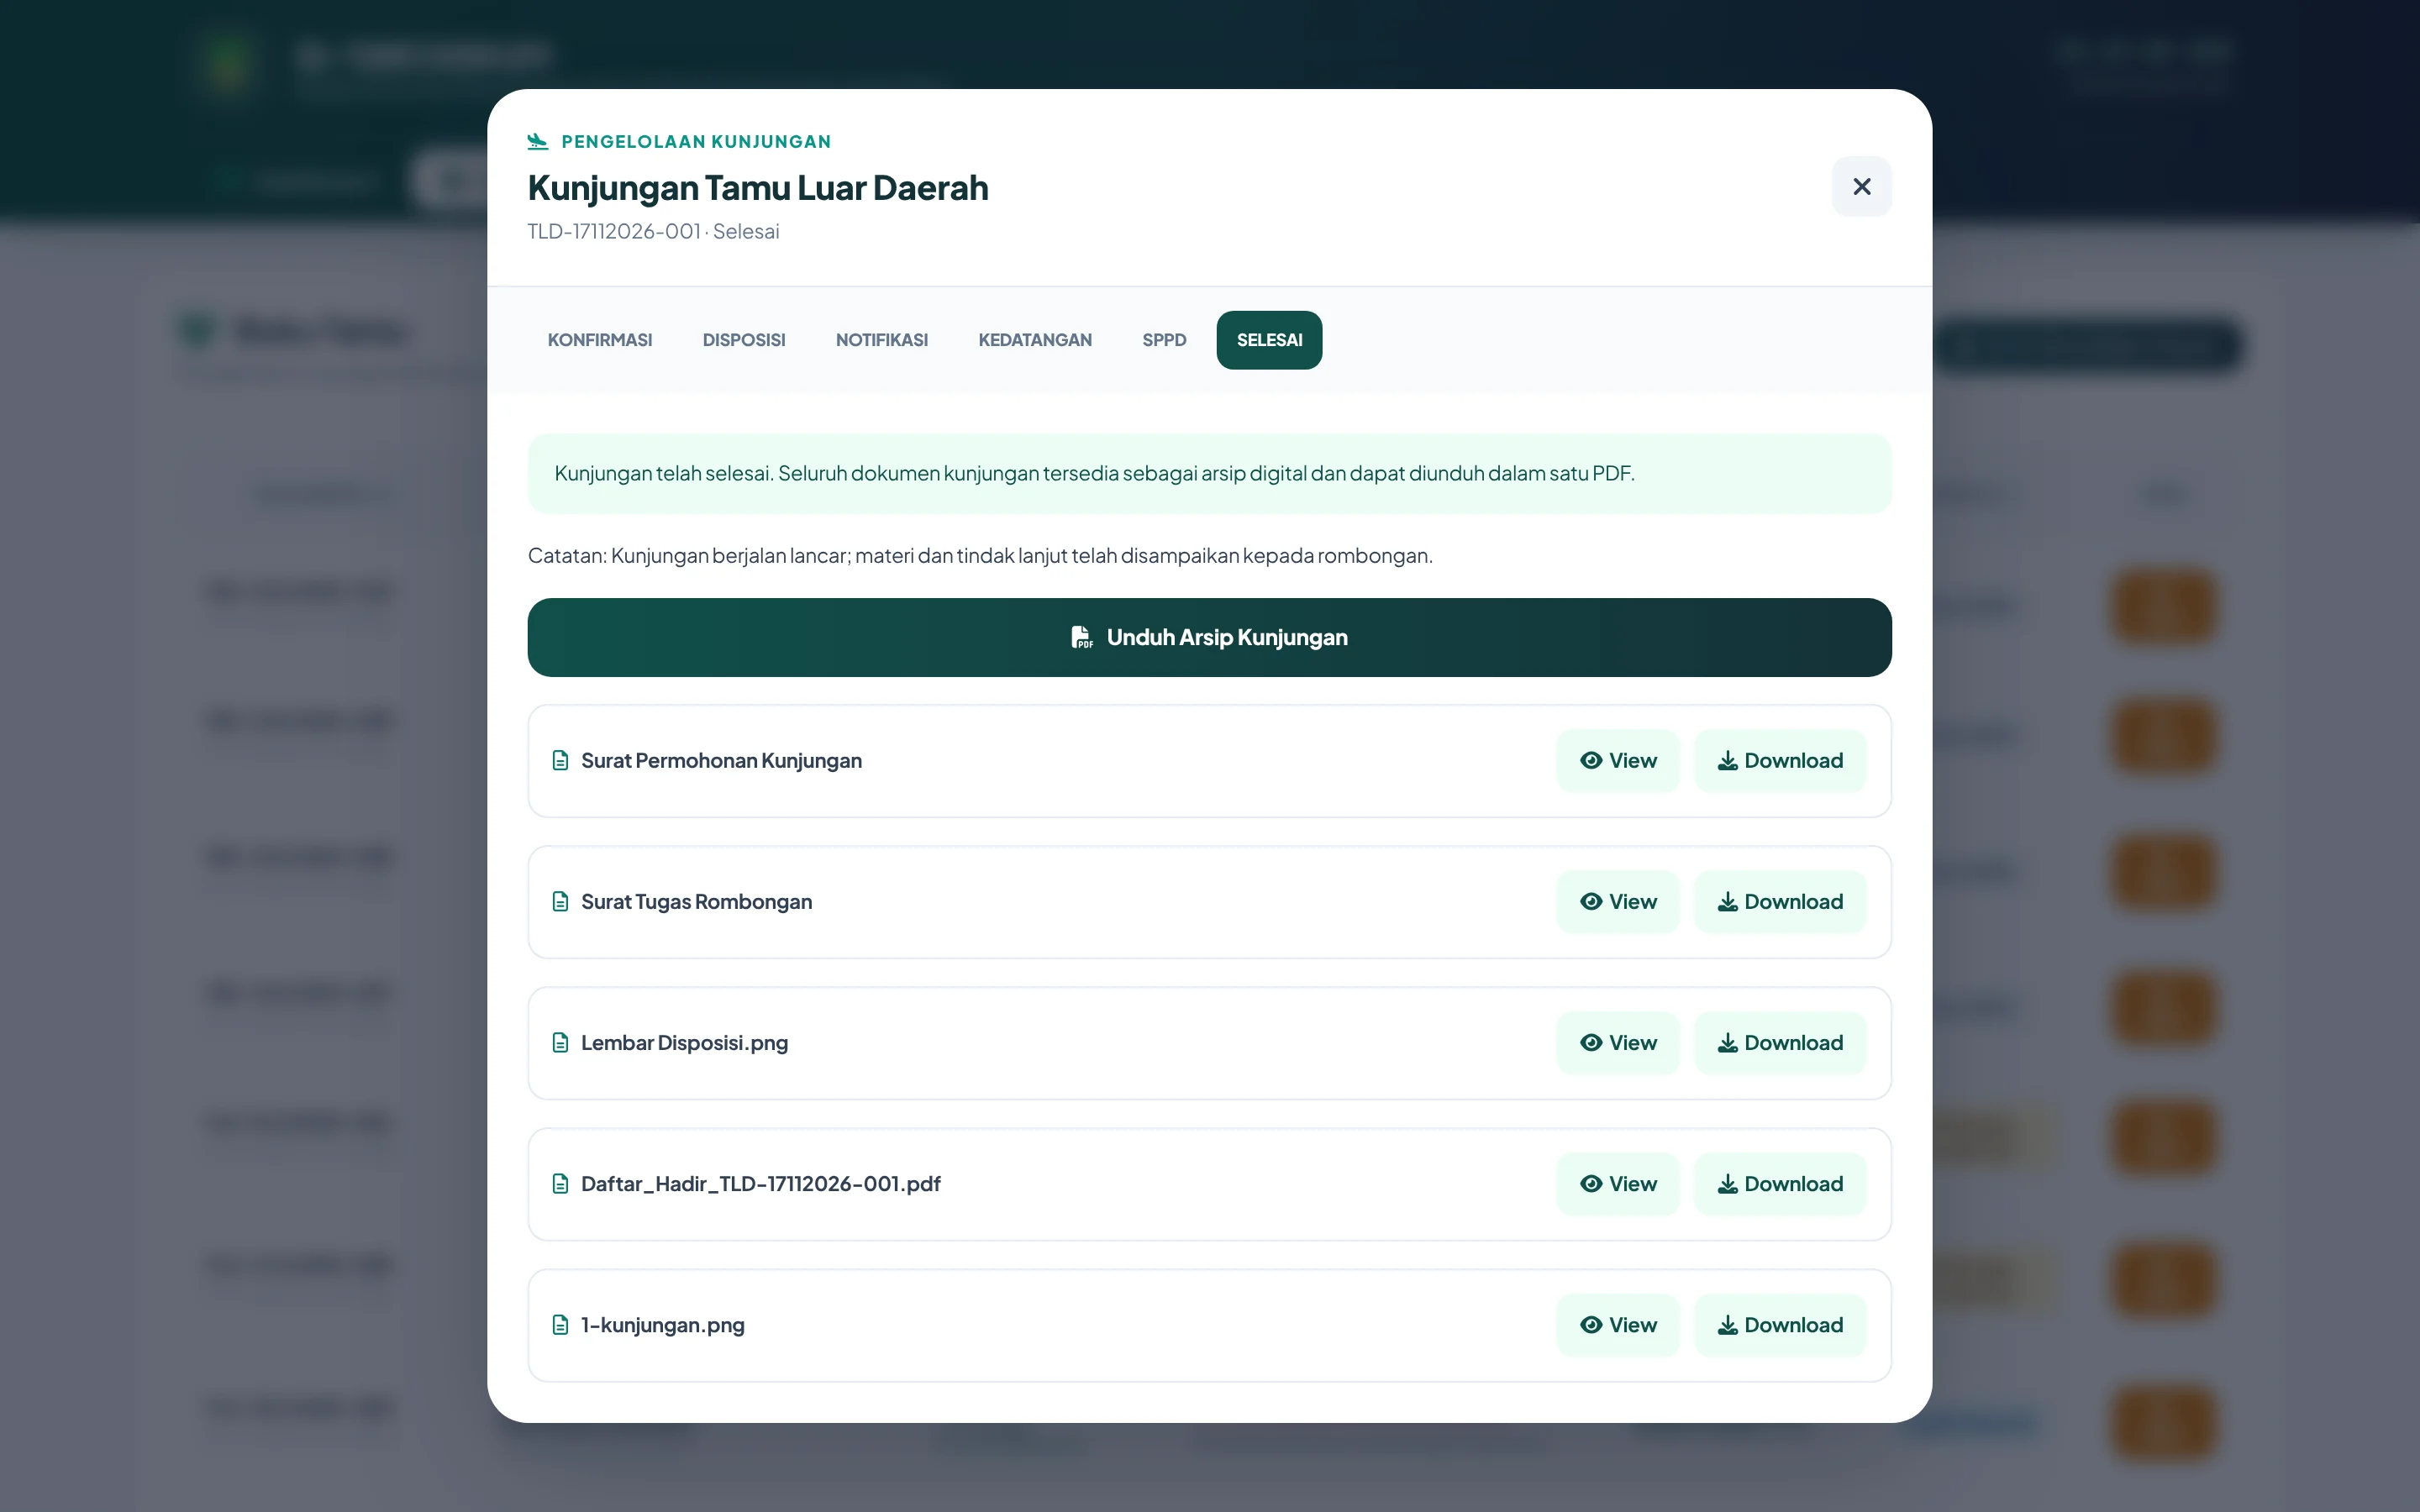 PENGELOLAAN KUNJUNGAN
Kunjungan Tamu Luar Daerah
TLD-17112026-001 · Selesai
KONFIRMASI DISPOSISI NOTIFIKASI KEDATANGAN SPPD SELESAI
Kunjungan telah selesai. Seluruh dokumen kunjungan tersedia sebagai arsip digital dan dapat diunduh dalam satu PDF.
Catatan: Kunjungan berjalan lancar; materi dan tindak lanjut telah disampaikan kepada rombongan.
PDF Unduh Arsip Kunjungan
Surat Permohonan Kunjungan View Download
Surat Tugas Rombongan View Download
Lembar Disposisi.png View Download
Daftar_Hadir_TLD-17112026-001.pdf View Download
1-kunjungan.png View Download